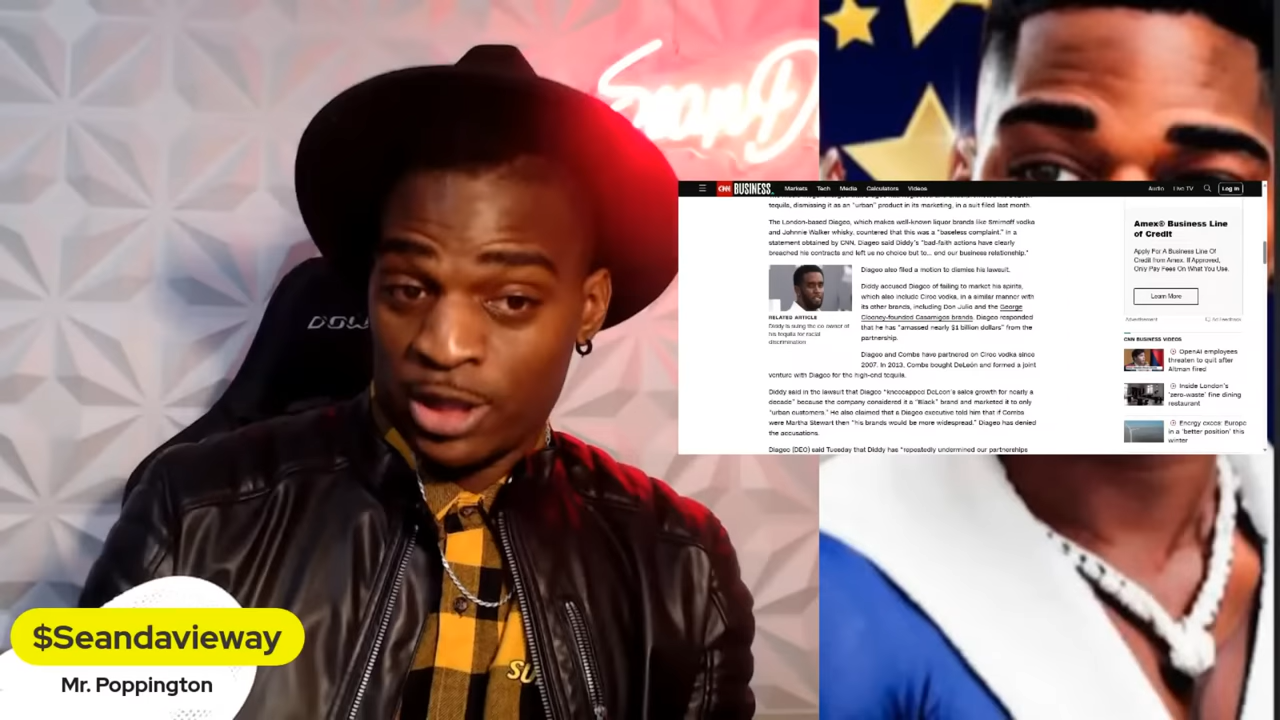 SeanD
DOW
SU
$Seandavieway
Mr. Poppington
CNN BUSINESS Markets Tech Media Calculators Videos Audio Live TV Log In
tequila, dismissing it as an "urban" product in its marketing, in a suit filed last month.
The London-based Diageo, which makes well-known liquor brands like Smirnoff vodka
and Johnnie Walker whisky, countered that this was a "baseless complaint." In a
statement obtained by CNN, Diageo said Diddy's "bad-faith actions have clearly
breached his contracts and left us no choice but to... end our business relationship."
Diageo also filed a motion to dismiss his lawsuit.
Diddy accused Diageo of failing to market his spirits,
which also include Ciroc vodka, in a similar manner with
its other brands, including Don Julio and the George
Clooney-founded Casamigos brands. Diageo responded
that he has "amassed nearly $1 billion dollars" from the
partnership.
RELATED ARTICLE
Diddy is suing the co-owner of
his tequila for racial
discrimination
Diageo and Combs have partnered on Ciroc vodka since
2007. In 2013, Combs bought DeLeón and formed a joint
venture with Diageo for the high-end tequila.
Diddy said in the lawsuit that Diageo "kneecapped DeLeon's sales growth for nearly a
decade" because the company considered it a "Black" brand and marketed it to only
"urban customers." He also claimed that a Diageo executive told him that if Combs
were Martha Stewart then "his brands would be more widespread." Diageo has denied
the accusations.
Diageo (DEO) said Tuesday that Diddy has "repeatedly undermined our partnerships
Amex® Business Line
of Credit
Apply For A Business Line Of
Credit from Amex. If Approved,
Only Pay Fees On What You Use.
Learn More
Advertisement
Ad Feedback
CNN BUSINESS VIDEOS
OpenAI employees
threaten to quit after
Altman fired
Inside London's
'zero-waste' fine dining
restaurant
Energy execs: Europe
in a 'better position' this
winter